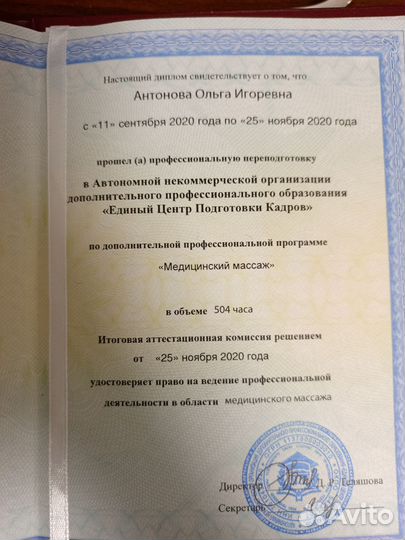 Настоящий диплом свидетельствует о том, что
Антонова Ольга Игоревна
с «11» сентября 2020 года по «25» ноября 2020 года
прошел (а) профессиональную переподготовку
в Автономной некоммерческой организации
дополнительного профессионального образования
«Единый Центр Подготовки Кадров»
по дополнительной профессиональной программе
«Медицинский массаж»
в объеме 504 часа
Итоговая аттестационная комиссия решением
от «25» ноября 2020 года
удостоверяет право на ведение профессиональной
деятельности в области медицинского массажа
Директор Д. Р. Теляшова
Секретарь
Avito